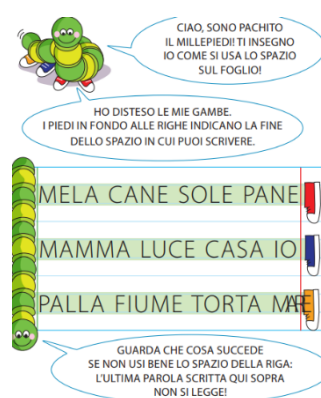 CIAO, SONO PACHITO
IL MILLEPIEDI! TI INSEGNO
IO COME SI USA LO SPAZIO
SUL FOGLIO!
HO DISTESO LE MIE GAMBE.
I PIEDI IN FONDO ALLE RIGHE INDICANO LA FINE
DELLO SPAZIO IN CUI PUOI SCRIVERE.
MELA CANE SOLE PANE
MAMMA LUCE CASA IO
PALLA FIUME TORTA MARE
GUARDA CHE COSA SUCCEDE
SE NON USI BENE LO SPAZIO DELLA RIGA:
L'ULTIMA PAROLA SCRITTA QUI SOPRA
NON SI LEGGE!